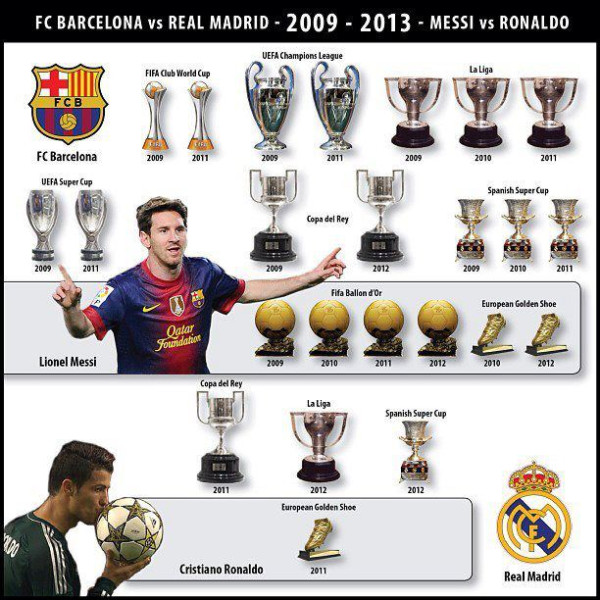 FC BARCELONA vs REAL MADRID - 2009 - 2013 - MESSI vs RONALDO
FCB
FC Barcelona
FIFA Club World Cup
2009 2011
UEFA Champions League
2009 2011
La Liga
2009 2010 2011
UEFA Super Cup
2009 2011
Copa del Rey
2009 2012
Spanish Super Cup
2009 2010 2011
Qatar
Foundation
Lionel Messi
Fifa Ballon d'Or
2009 2010 2011 2012
European Golden Shoe
2010 2012
Copa del Rey
2011
La Liga
2012
Spanish Super Cup
2012
European Golden Shoe
2011
Cristiano Ronaldo
Real Madrid